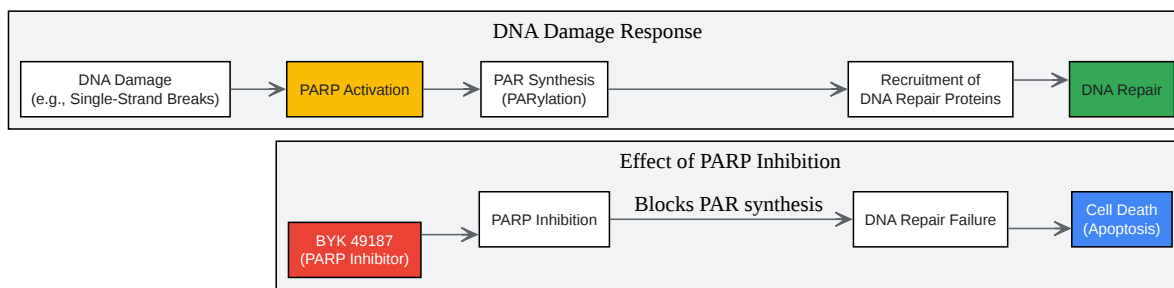 DNA Damage Response
DNA Damage
(e.g., Single-Strand Breaks)
PARP Activation
PAR Synthesis
(PARylation)
Recruitment of
DNA Repair Proteins
DNA Repair
Effect of PARP Inhibition
BYK 49187
(PARP Inhibitor)
PARP Inhibition
Blocks PAR synthesis
DNA Repair Failure
Cell Death
(Apoptosis)